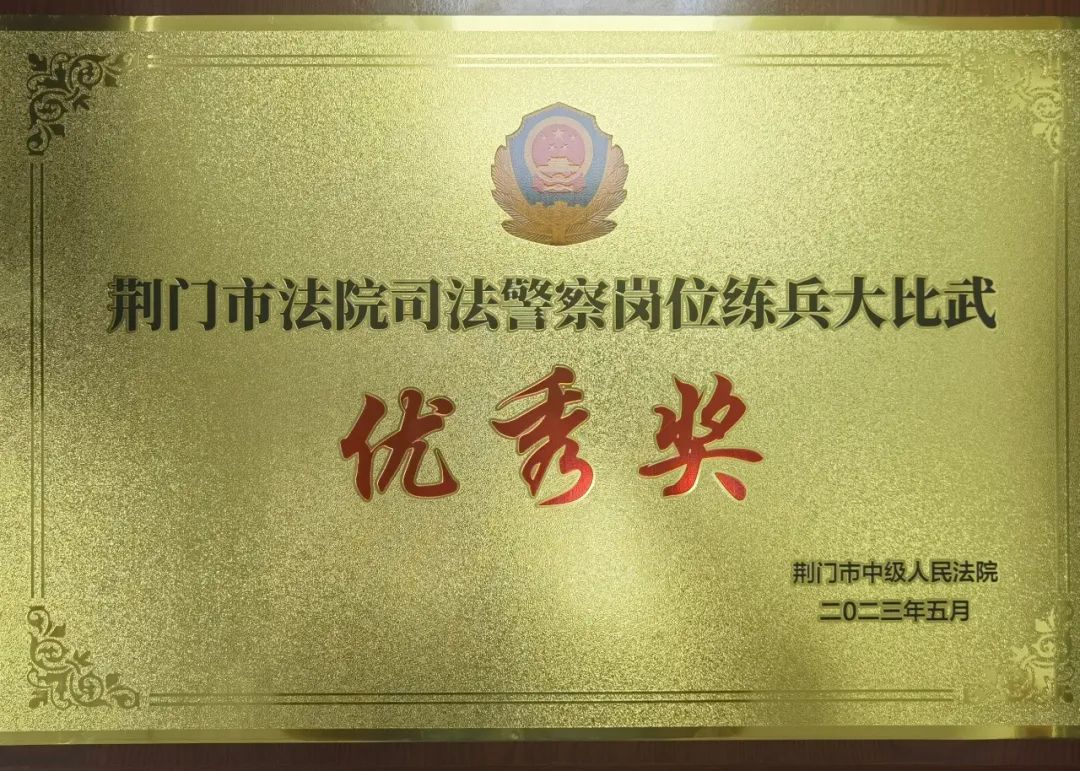 荆门市法院司法警察岗位练兵大比武
优秀奖
荆门市中级人民法院
二0二三年五月